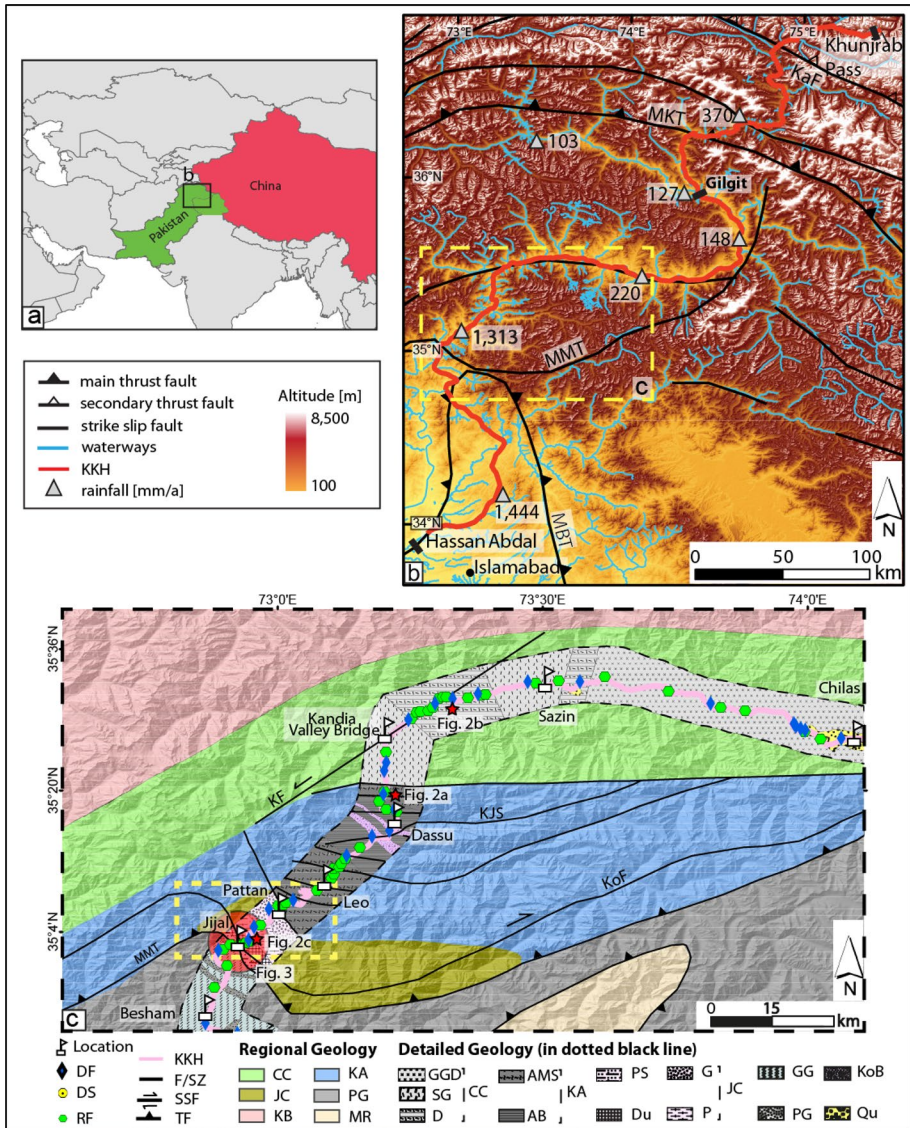 China
Pakistan
b
a
main thrust fault
secondary thrust fault
strike slip fault
waterways
KKH
rainfall [mm/a]
Altitude [m]
8,500
100
73°E
74°E
75°E
Khunjrab
Pass
KaF
MKT
370
103
36°N
127
Gilgit
148
220
1,313
35°N
MMT
c
1,444
34°N
Hassan Abdal
MBT
Islamabad
b
N
0 50 100
km
73°0'E
73°30'E
74°0'E
35°36'N
Chilas
Kandia
Valley Bridge
Fig. 2b
Sazin
KF
35°20'N
Fig. 2a
KJS
Dassu
Pattan
Leo
KoF
Jijal
35°4'N
Fig. 2c
MMT
Fig. 3
Besham
N
0 15
km
c
Location
DF
DS
RF
KKH
F/SZ
SSF
TF
Regional Geology
CC
JC
KB
KA
PG
MR
Detailed Geology (in dotted black line)
GGD
SG
D
CC
AMS
AB
KA
PS
Du
G
P
JC
GG
PG
KoB
Qu